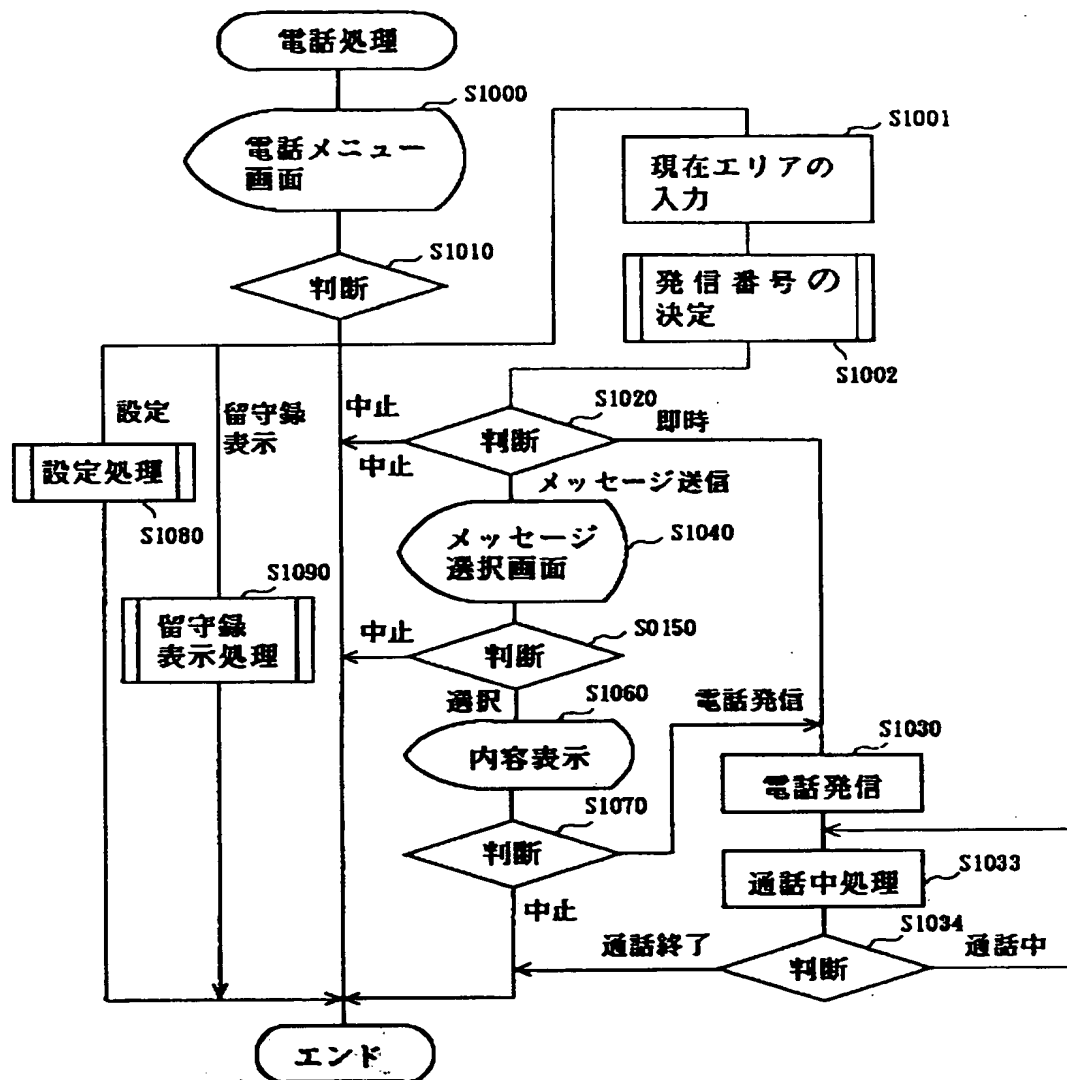 電話処理
S1000
電話メニュー
画面
S1001
現在エリアの
入力
S1010
判断
発信番号の
決定
S1002
設定
留守録
表示
中止
S1020
判断
即時
中止
メッセージ送信
設定処理
S1080
メッセージ
選択画面
S1040
S1090
留守録
表示処理
中止
S0150
判断
選択
S1060
電話発信
内容表示
S1030
電話発信
S1070
判断
通話中処理
S1033
中止
S1034
通話終了
判断
通話中
エンド